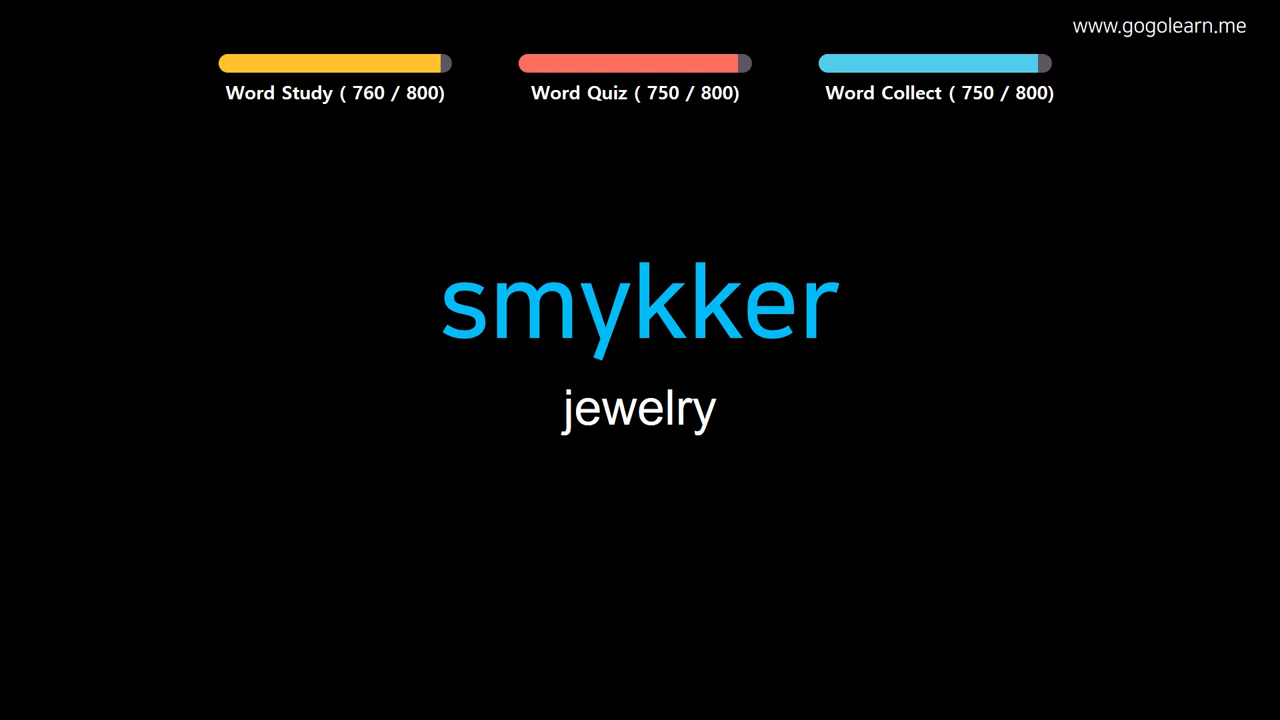 www.gogolearn.me
Word Study ( 760 / 800)
Word Quiz ( 750 / 800)
Word Collect ( 750 / 800)
smykker
jewelry